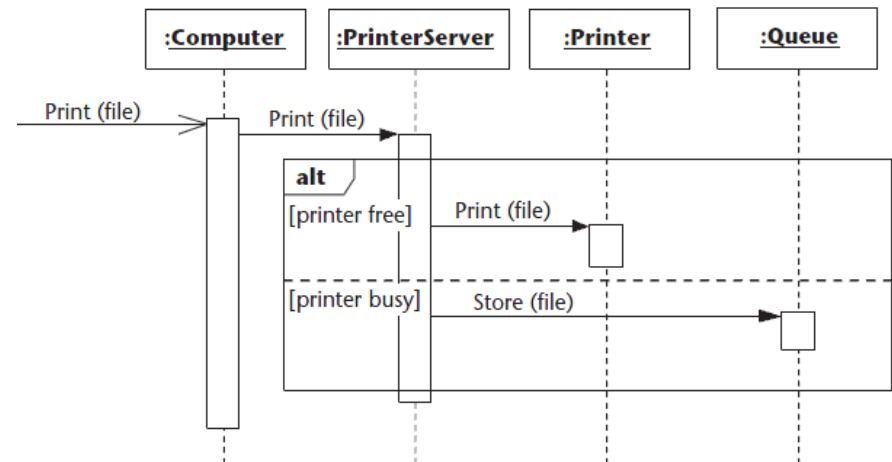 :Computer
:PrinterServer
:Printer
:Queue
Print (file)
Print (file)
alt
[printer free]
Print (file)
[printer busy]
Store (file)